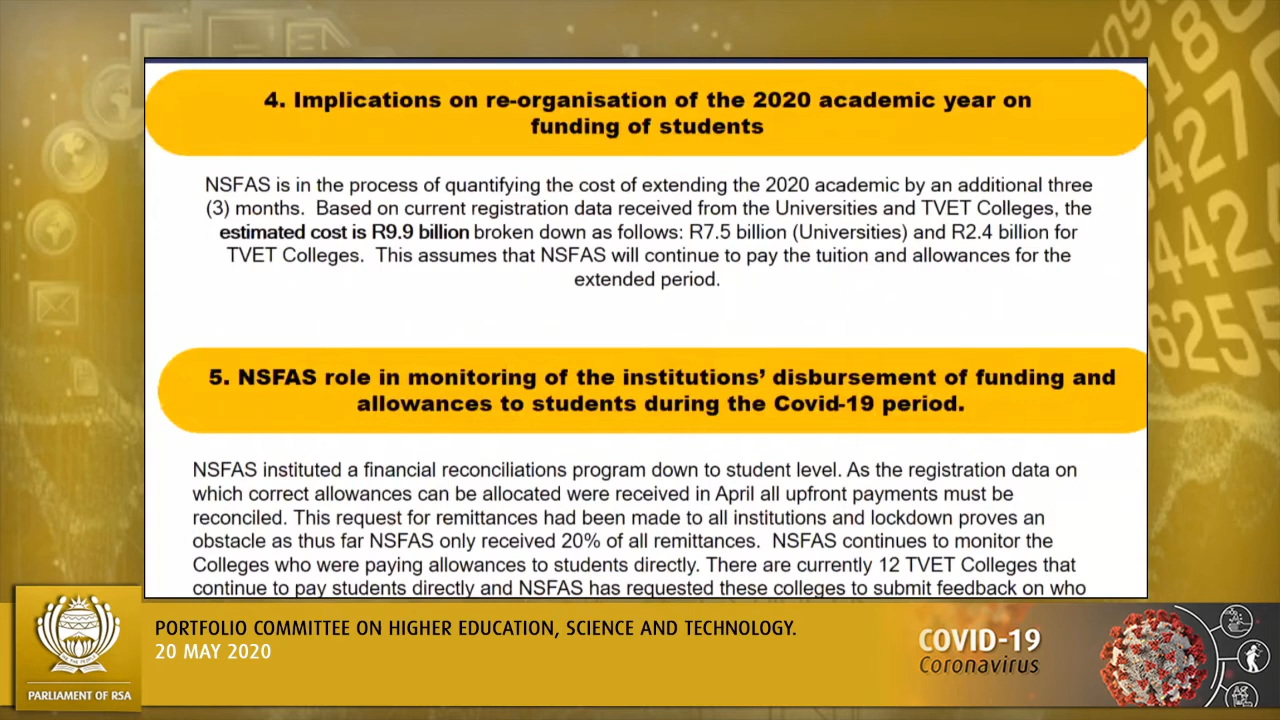 4. Implications on re-organisation of the 2020 academic year on
funding of students
NSFAS is in the process of quantifying the cost of extending the 2020 academic by an additional three
(3) months. Based on current registration data received from the Universities and TVET Colleges, the
estimated cost is R9.9 billion broken down as follows: R7.5 billion (Universities) and R2.4 billion for
TVET Colleges. This assumes that NSFAS will continue to pay the tuition and allowances for the
extended period.
5. NSFAS role in monitoring of the institutions’ disbursement of funding and
allowances to students during the Covid-19 period.
NSFAS instituted a financial reconciliations program down to student level. As the registration data on
which correct allowances can be allocated were received in April all upfront payments must be
reconciled. This request for remittances had been made to all institutions and lockdown proves an
obstacle as thus far NSFAS only received 20% of all remittances. NSFAS continues to monitor the
Colleges who were paying allowances to students directly. There are currently 12 TVET Colleges that
continue to pay students directly and NSFAS has requested these colleges to submit feedback on who
PORTFOLIO COMMITTEE ON HIGHER EDUCATION, SCIENCE AND TECHNOLOGY.
20 MAY 2020
PARLIAMENT OF RSA
COVID-19
Coronavirus